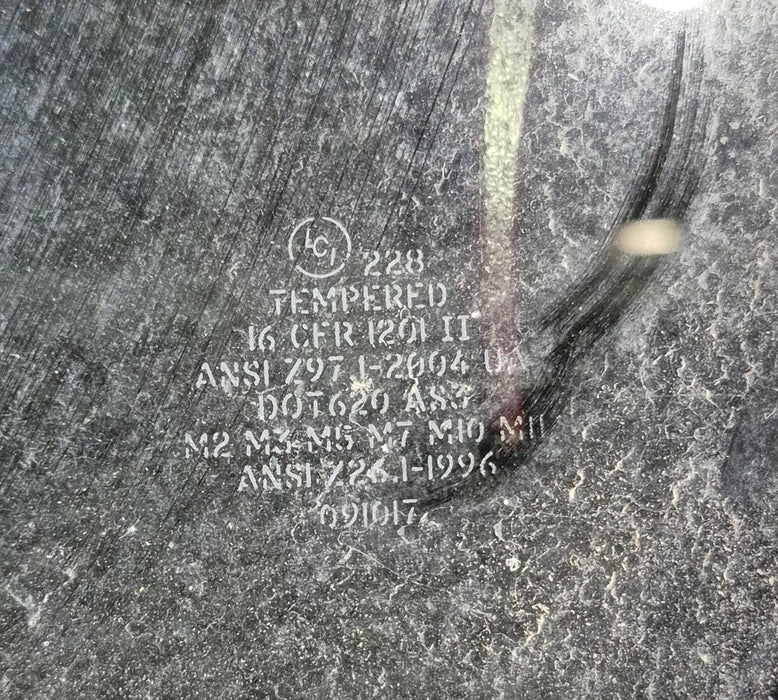 LCI 228
TEMPERED
16 CFR 1201 II
ANSI Z97.1-2004 UA
DOT620 AS3
M2 M3 M5 M7 M10 M11
ANSI Z26.1-1996
091017